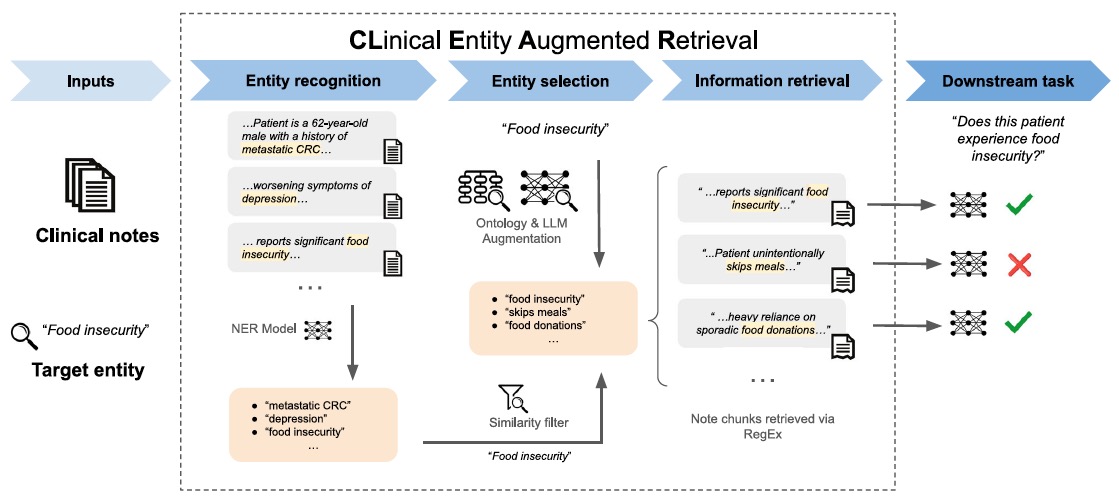 CLinical Entity Augmented Retrieval
Inputs
Entity recognition
Entity selection
Information retrieval
Downstream task
Clinical notes
“Food insecurity”
Target entity
…Patient is a 62-year-old
male with a history of
metastatic CRC…
…worsening symptoms of
depression…
… reports significant food
insecurity…
...
NER Model
• “metastatic CRC”
• “depression”
• “food insecurity”
...
“Food insecurity”
Ontology & LLM
Augmentation
• “food insecurity”
• “skips meals”
• “food donations”
...
Similarity filter
“Food insecurity”
“ …reports significant food
insecurity…”
“...Patient unintentionally
skips meals…”
“ …heavy reliance on
sporadic food donations…”
...
Note chunks retrieved via
RegEx
“Does this patient
experience food
insecurity?”